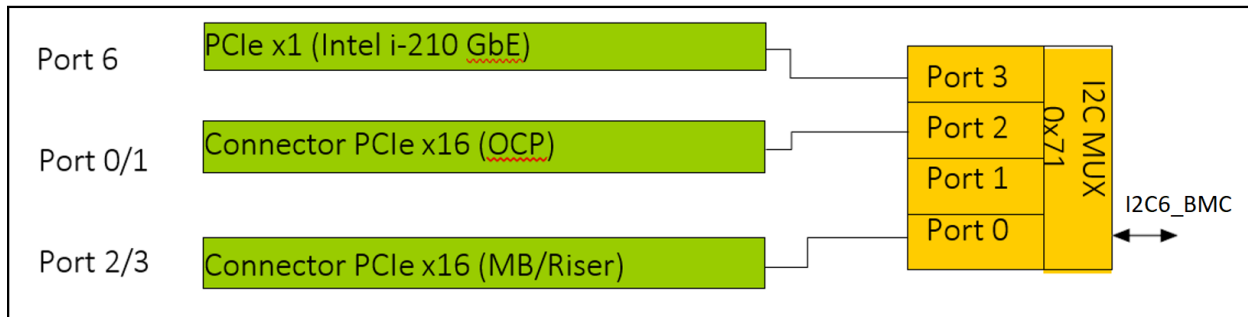 Port 6
PCIe x1 (Intel i-210 GbE)
Port 0/1
Connector PCIe x16 (OCP)
Port 2/3
Connector PCIe x16 (MB/Riser)
Port 3
Port 2
Port 1
Port 0
I2C MUX
0x71
I2C6_BMC